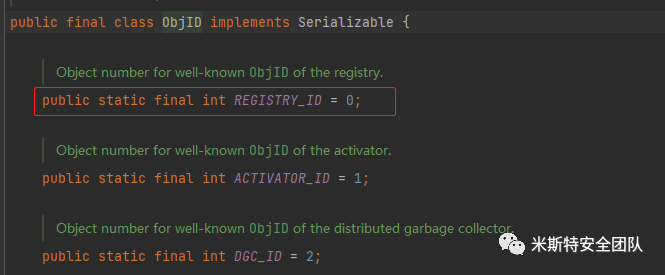 public final class ObjID implements Serializable {
Object number for well-known ObjID of the registry.
public static final int REGISTRY_ID = 0;
Object number for well-known ObjID of the activator.
public static final int ACTIVATOR_ID = 1;
Object number for well-known ObjID of the distributed garbage collector.
public static final int DGC_ID = 2;
米斯特安全团队